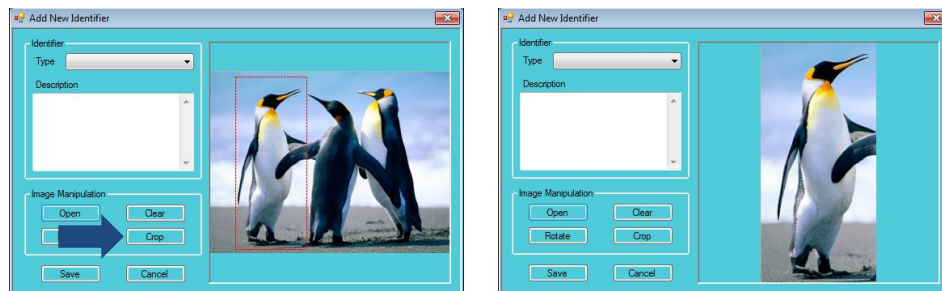 Add New Identifier
Identifier
Type
Description
Image Manipulation
Open Clear
Crop
Save Cancel
Add New Identifier
Identifier
Type
Description
Image Manipulation
Open Clear
Rotate Crop
Save Cancel